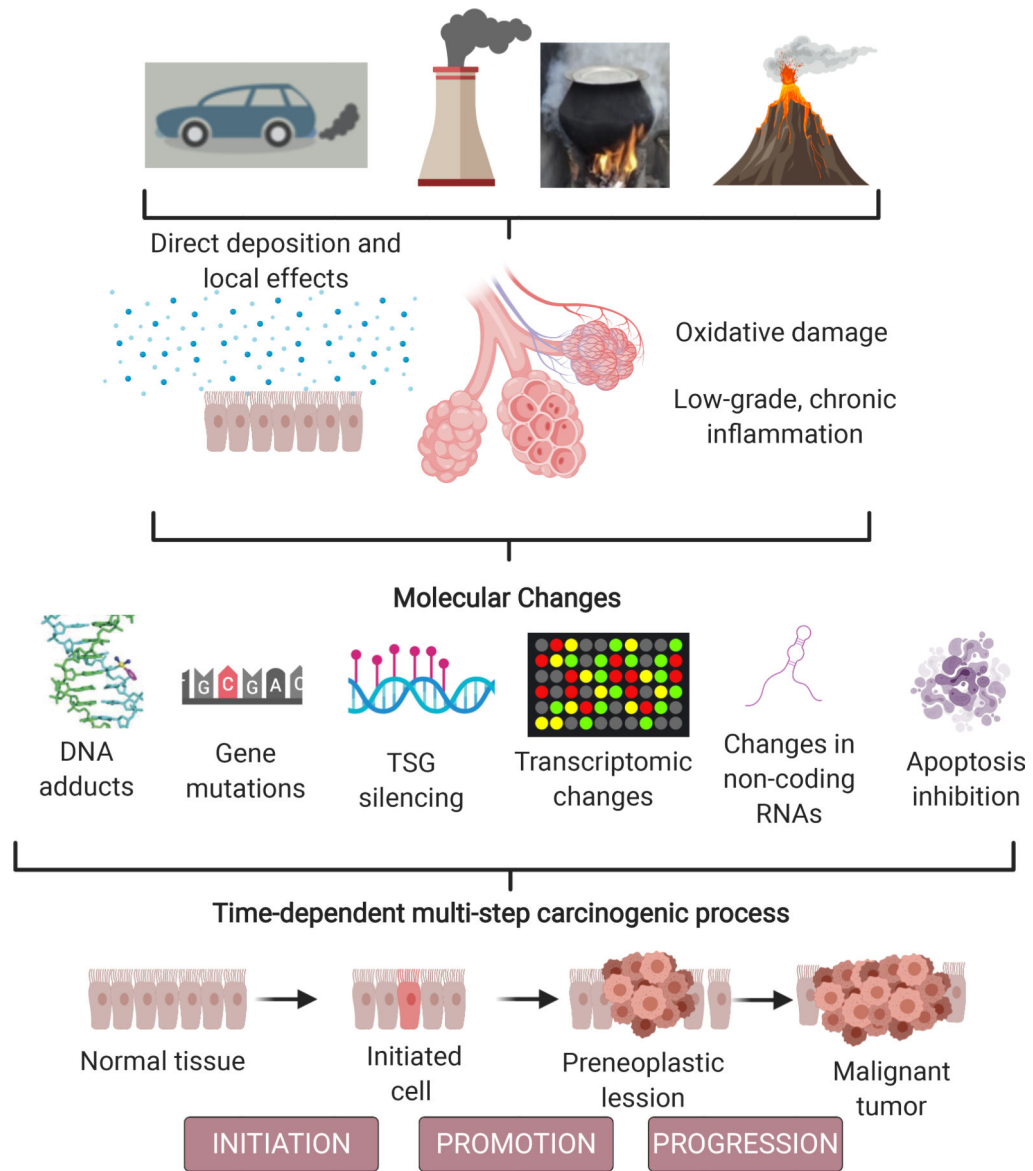 Direct deposition and
local effects
Oxidative damage
Low-grade, chronic
inflammation
Molecular Changes
G C G A C
DNA
adducts
Gene
mutations
TSG
silencing
Transcriptomic
changes
Changes in
non-coding
RNAs
Apoptosis
inhibition
Time-dependent multi-step carcinogenic process
Normal tissue
Initiated
cell
Preneoplastic
lession
Malignant
tumor
INITIATION
PROMOTION
PROGRESSION